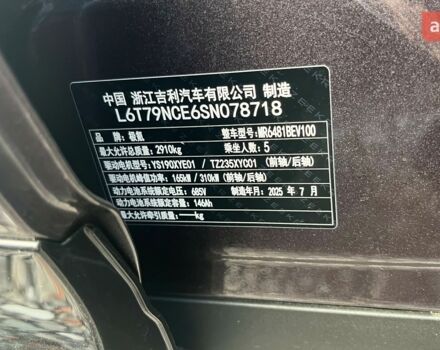 中国 浙江吉利汽车有限公司 制造
L6T79NCE6SN078718
品牌：极氪 整车型号：MR6481BEV100
最大允许总质量：2910kg 乘坐人数：5
驱动电机型号：YS190XYE01 / TZ235XYC01（前轴/后轴）
驱动电机峰值功率：165kW / 310kW（前轴/后轴）
动力电池系统额定电压：685V 制造年月：2025 年 7 月
动力电池系统额定容量：146Ah
最大允许牵引质量：——kg